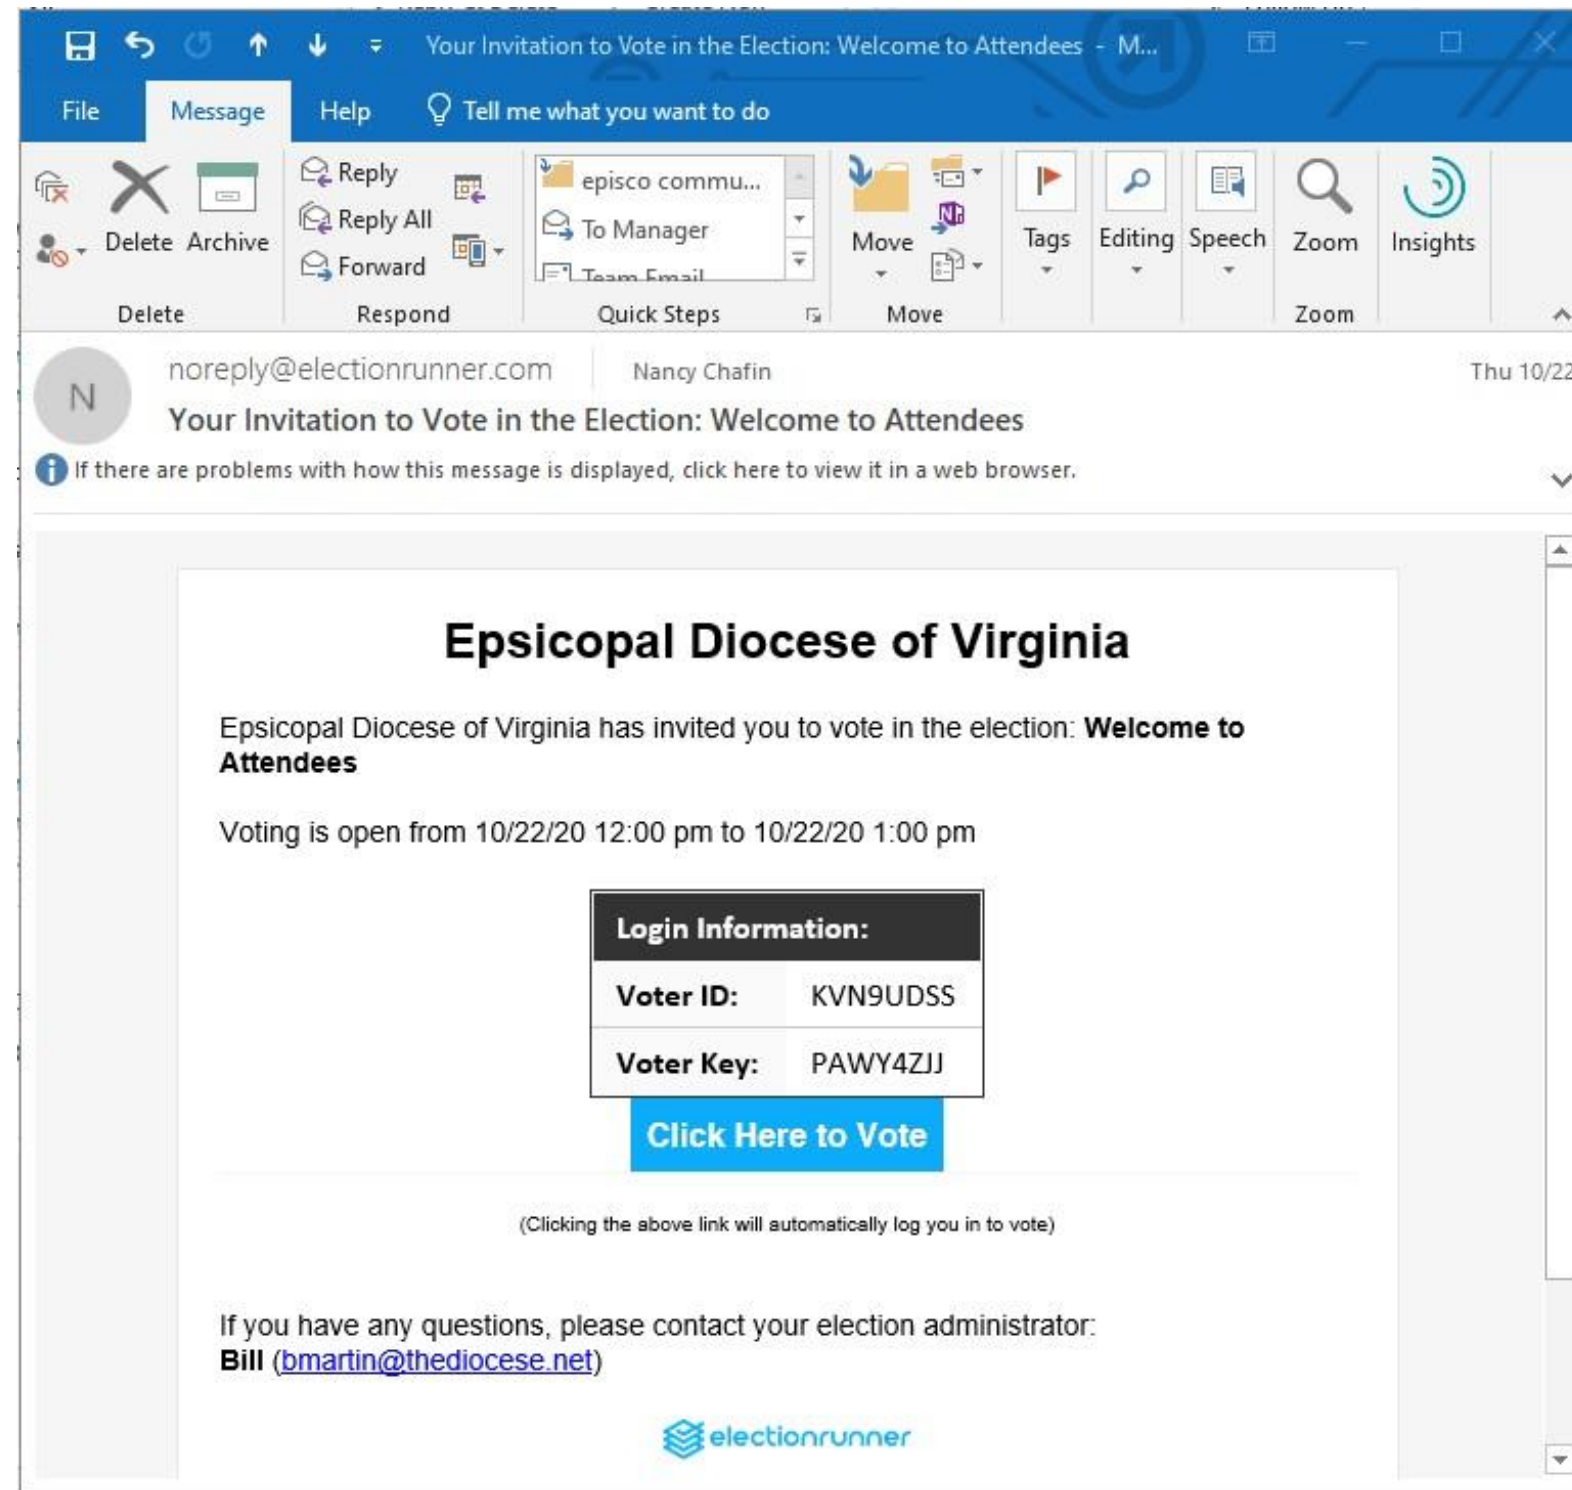 Your Invitation to Vote in the Election: Welcome to Attendees - M...
File Message Help Tell me what you want to do
Delete Archive
Reply
Reply All
Forward
episco commu...
To Manager
Team Email
Move
Tags Editing Speech Zoom Insights
Delete Respond Quick Steps Move Zoom
N
noreply@electionrunner.com Nancy Chafin Thu 10/22
Your Invitation to Vote in the Election: Welcome to Attendees
If there are problems with how this message is displayed, click here to view it in a web browser.
Epsicopal Diocese of Virginia
Epsicopal Diocese of Virginia has invited you to vote in the election: Welcome to
Attendees
Voting is open from 10/22/20 12:00 pm to 10/22/20 1:00 pm
Login Information:
Voter ID: KVN9UDSS
Voter Key: PAWY4ZJJ
Click Here to Vote
(Clicking the above link will automatically log you in to vote)
If you have any questions, please contact your election administrator:
Bill (bmartin@thediocese.net)
electionrunner